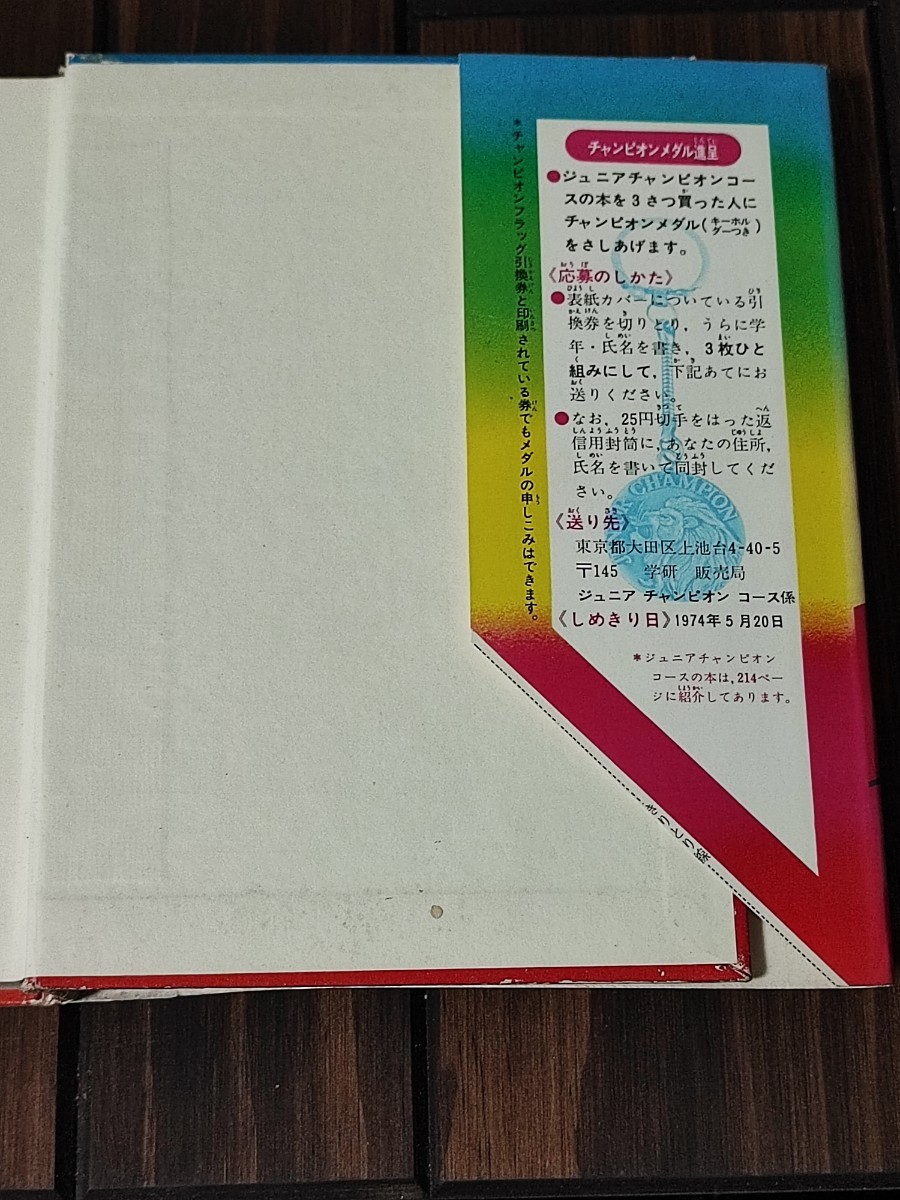 チャンピオンメダル進呈
●ジュニアチャンピオンコー
スの本を3さつ買った人に
チャンピオンメダル(キーホルダーつき)
をさしあげます。
《応募のしかた》
●表紙カバーについている引
換券を切りとり，うらに学
年・氏名を書き，3枚ひと
組みにして，下記あてにお
送りください。
●なお，25円切手をはった返
信用封筒に，あなたの住所，
氏名を書いて同封してくだ
さい。
《送り先》
東京都大田区上池台4-40-5
〒145 学研 販売局
ジュニア チャンピオン コース係
《しめきり日》1974年5月20日
＊ジュニアチャンピオン
コースの本は，214ペー
ジに紹介してあります。
＊チャンピオンフラッグ引換券と印刷されている券でもメダルの申しこみはできます。
きりとり線
CHAMPION